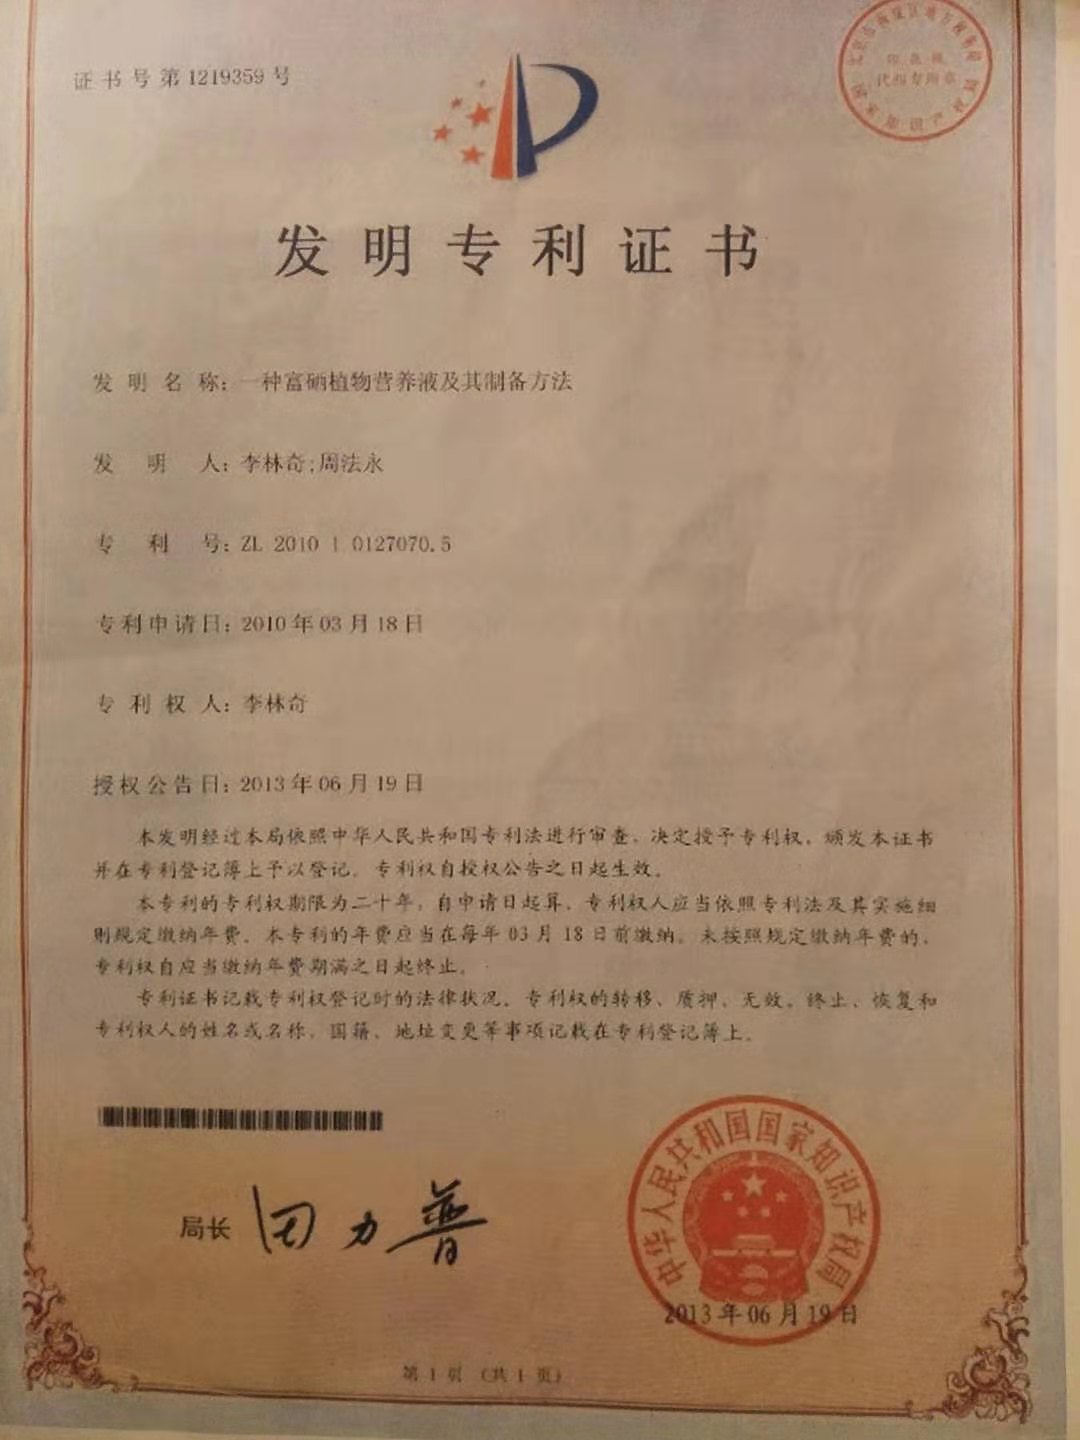 证书号第1219359号
代扣专用章
发明专利证书
发明名称：一种富硒植物营养液及其制备方法
发明人：李林奇;周法永
专利号：ZL 2010 1 0127070.5
专利申请日：2010年03月18日
专利权人：李林奇
授权公告日：2013年06月19日
本发明经过本局依照中华人民共和国专利法进行审查，决定授予专利权，颁发本证书
并在专利登记簿上予以登记。专利权自授权公告之日起生效。
本专利的专利权期限为二十年，自申请日起算。专利权人应当依照专利法及其实施细
则规定缴纳年费。本专利的年费应当在每年03月18日前缴纳。未按照规定缴纳年费的，
专利权自应当缴纳年费期满之日起终止。
专利证书记载专利权登记时的法律状况。专利权的转移、质押、无效、终止、恢复和
专利权人的姓名或名称、国籍、地址变更等事项记载在专利登记簿上。
局长 田力普
中华人民共和国国家知识产权局
2013年06月19日
第1页（共1页）